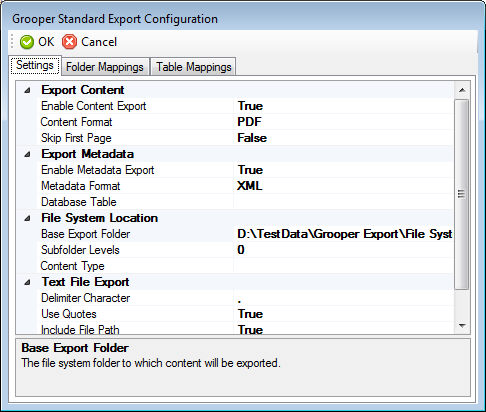 Grooper Standard Export Configuration
OK Cancel
Settings Folder Mappings Table Mappings
Export Content
Enable Content Export True
Content Format PDF
Skip First Page False
Export Metadata
Enable Metadata Export True
Metadata Format XML
Database Table
File System Location
Base Export Folder D:\TestData\Grooper Export\File Syst
Subfolder Levels 0
Content Type
Text File Export
Delimiter Character .
Use Quotes True
Include File Path True
Base Export Folder
The file system folder to which content will be exported.